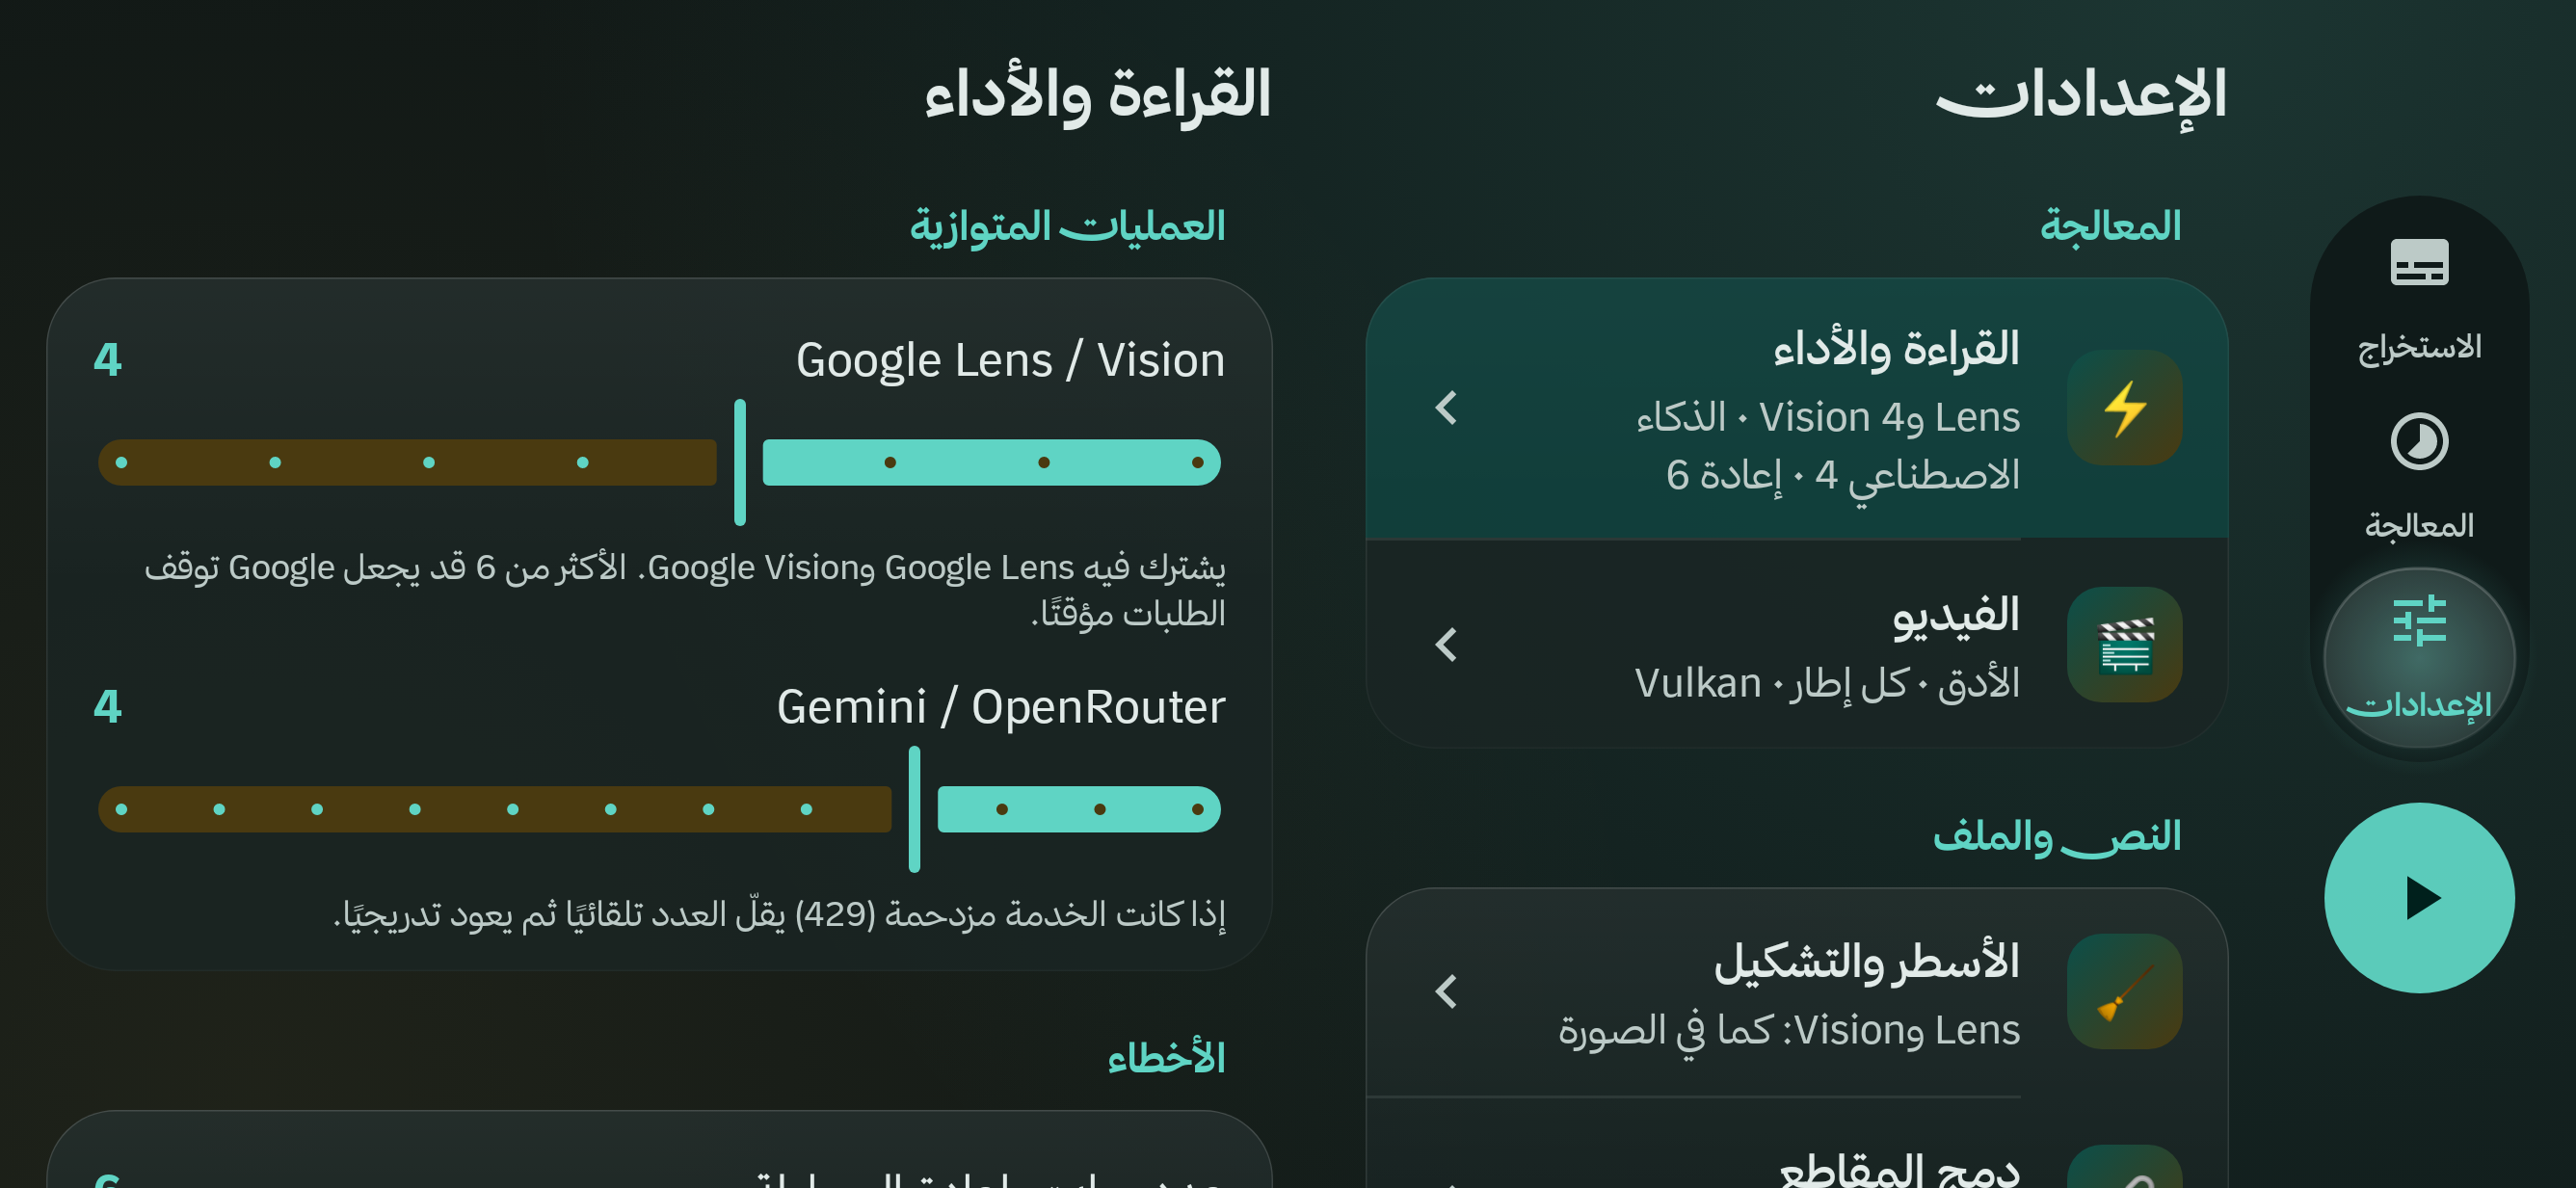 الإعدادات
المعالجة
القراءة والأداء
Lens وVision 4 • الذكاء
الاصطناعي 4 • إعادة 6
الفيديو
الأدق • كل إطار • Vulkan
النص والملف
الأسطر والتشكيل
Lens وVision: كما في الصورة
دمج المقاطع
الاستخراج
المعالجة
الإعدادات
القراءة والأداء
العمليات المتوازية
Google Lens / Vision
4
يشترك فيه Google Lens وGoogle Vision. الأكثر من 6 قد يجعل Google توقف
الطلبات مؤقتًا.
Gemini / OpenRouter
4
إذا كانت الخدمة مزدحمة (429) يقلّ العدد تلقائيًا ثم يعود تدريجيًا.
الأخطاء